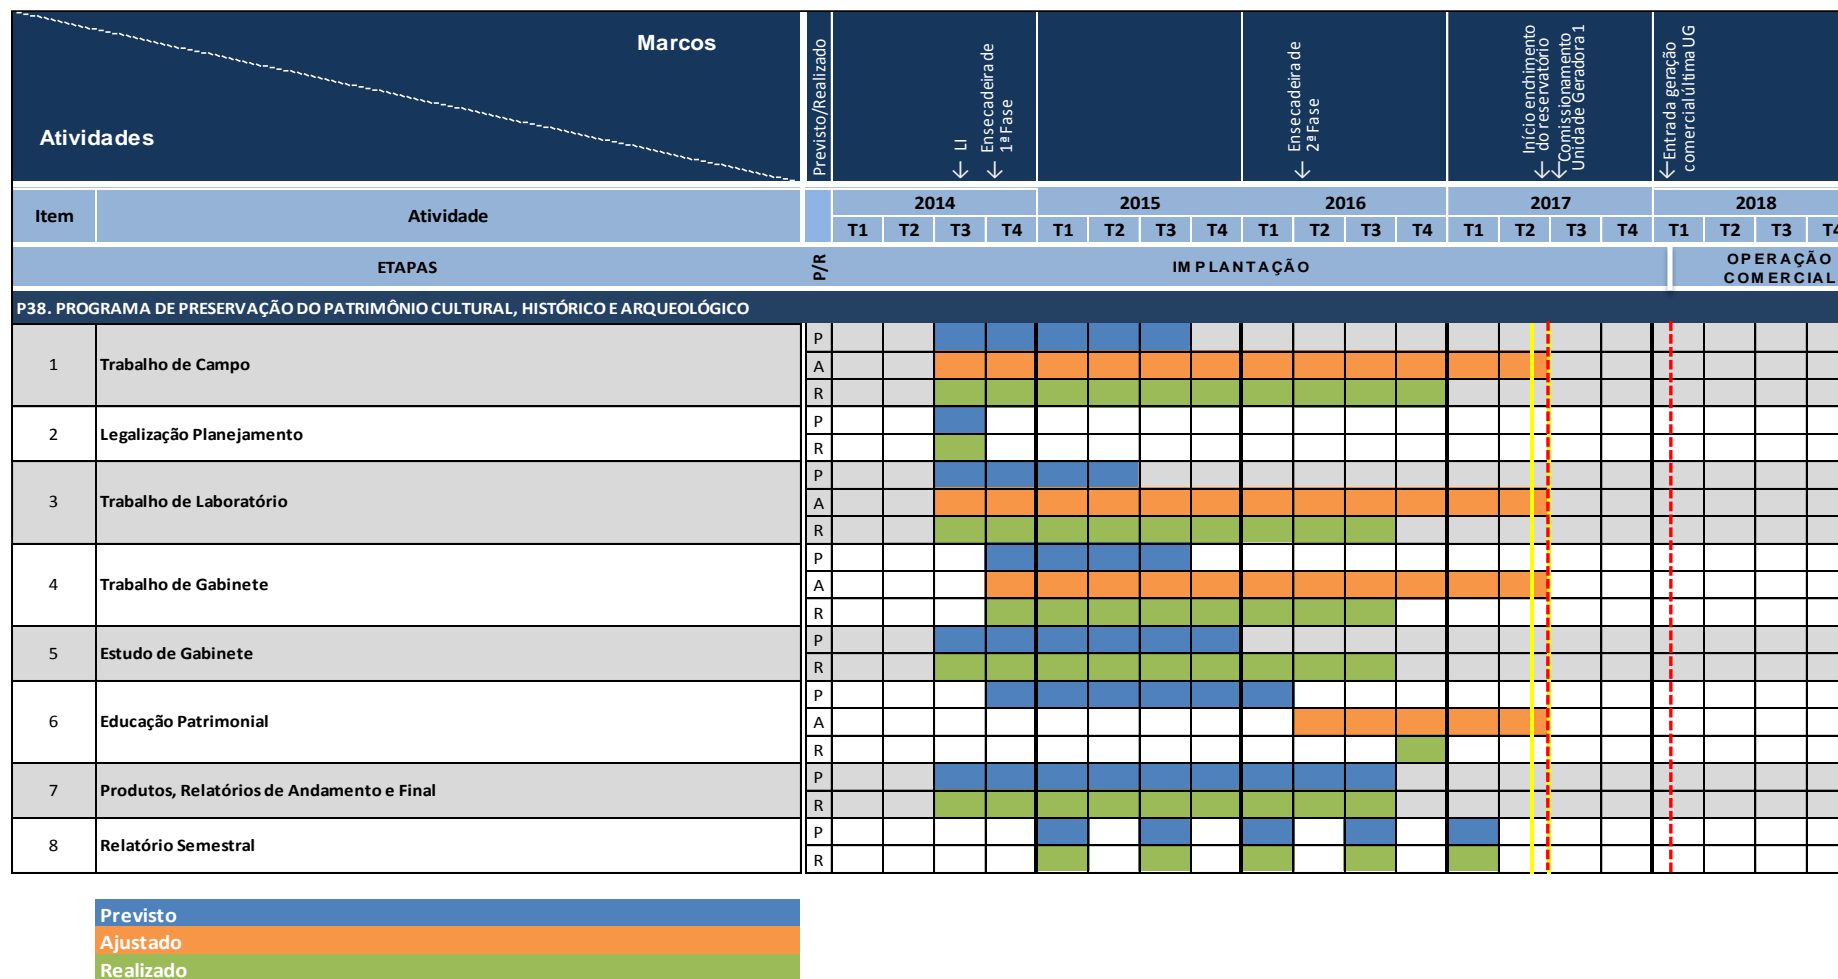 Marcos
Atividades
Previsto/Realizado
LI
Ensecadeira de
1ª Fase
Ensecadeira de
2ª Fase
Início enchimento
do reservatório
Comissionamento
Unidade Geradora 1
Entrada geração
comercial última UG
Item Atividade 2014 2015 2016 2017 2018
T1 T2 T3 T4 T1 T2 T3 T4 T1 T2 T3 T4 T1 T2 T3 T4 T1 T2 T3 T4
ETAPAS P/R IMPLANTAÇÃO OPERAÇÃO
COMERCIAL
P38. PROGRAMA DE PRESERVAÇÃO DO PATRIMÔNIO CULTURAL, HISTÓRICO E ARQUEOLÓGICO
P
1 Trabalho de Campo A
R
P
2 Legalização Planejamento
R
P
3 Trabalho de Laboratório A
R
P
4 Trabalho de Gabinete A
R
P
5 Estudo de Gabinete
R
P
6 Educação Patrimonial A
R
P
7 Produtos, Relatórios de Andamento e Final
R
P
8 Relatório Semestral
R
Previsto
Ajustado
Realizado